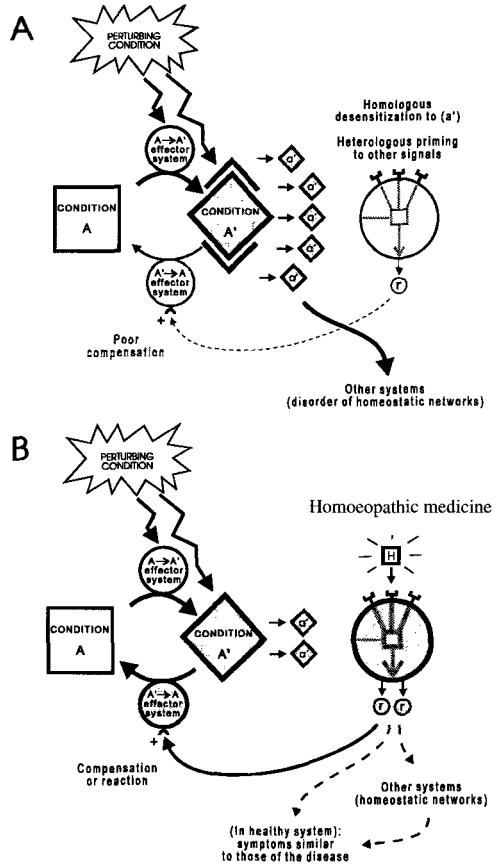 A
PERTURBING
CONDITION
Homologous
desensitization to (a')
Heterologous priming
to other signals
A→A'
effector
system
a'
a'
CONDITION
A
CONDITION
A'
a'
a'
A'→A
effector
system
a'
r
+
Poor
compensation
Other systems
(disorder of homeostatic networks)
B
PERTURBING
CONDITION
Homoeopathic medicine
H
A→A'
effector
system
CONDITION
A
CONDITION
A'
a'
a'
A'→A
effector
system
r r
+
Compensation
or reaction
Other systems
(homeostatic networks)
(In healthy system):
symptoms similar
to those of the disease